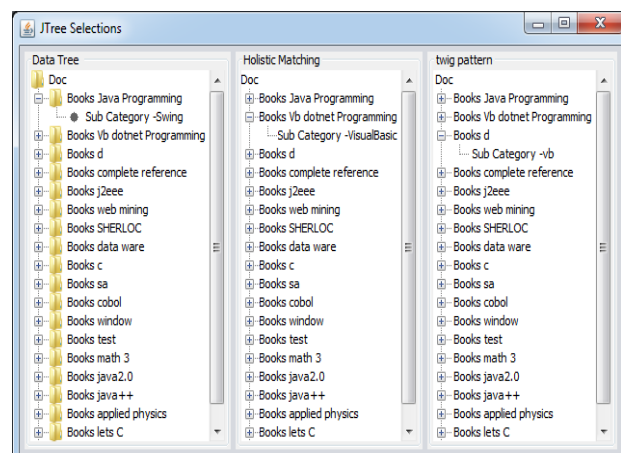 JTree Selections
Data Tree
Doc
Books Java Programming
Sub Category -Swing
Books Vb dotnet Programming
Books d
Books complete reference
Books j2eee
Books web mining
Books SHERLOC
Books data ware
Books c
Books sa
Books cobol
Books window
Books test
Books math 3
Books java2.0
Books java++
Books applied physics
Books lets C
Holistic Matching
Doc
Books Java Programming
Books Vb dotnet Programming
Sub Category -VisualBasic
Books d
Books complete reference
Books j2eee
Books web mining
Books SHERLOC
Books data ware
Books c
Books sa
Books cobol
Books window
Books test
Books math 3
Books java2.0
Books java++
Books applied physics
Books lets C
twig pattern
Doc
Books Java Programming
Books Vb dotnet Programming
Books d
Sub Category -vb
Books complete reference
Books j2eee
Books web mining
Books SHERLOC
Books data ware
Books c
Books sa
Books cobol
Books window
Books test
Books math 3
Books java2.0
Books java++
Books applied physics
Books lets C